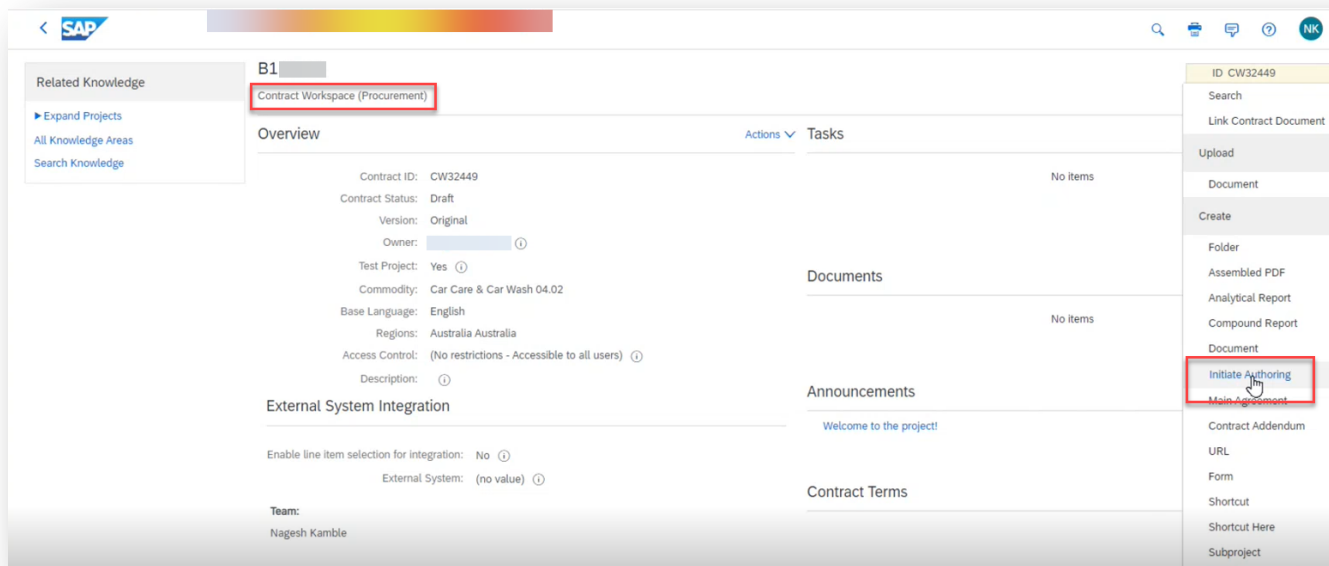 SAP
NK
Related Knowledge
Expand Projects
All Knowledge Areas
Search Knowledge
B1
Contract Workspace (Procurement)
Overview
Actions
Contract ID: CW32449
Contract Status: Draft
Version: Original
Owner:
Test Project: Yes
Commodity: Car Care & Car Wash 04.02
Base Language: English
Regions: Australia Australia
Access Control: (No restrictions - Accessible to all users)
Description:
External System Integration
Enable line item selection for integration: No
External System: (no value)
Team:
Nagesh Kamble
Tasks
No items
Documents
No items
Announcements
Welcome to the project!
Contract Terms
ID CW32449
Search
Link Contract Document
Upload
Document
Create
Folder
Assembled PDF
Analytical Report
Compound Report
Document
Initiate Authoring
Main Agreement
Contract Addendum
URL
Form
Shortcut
Shortcut Here
Subproject